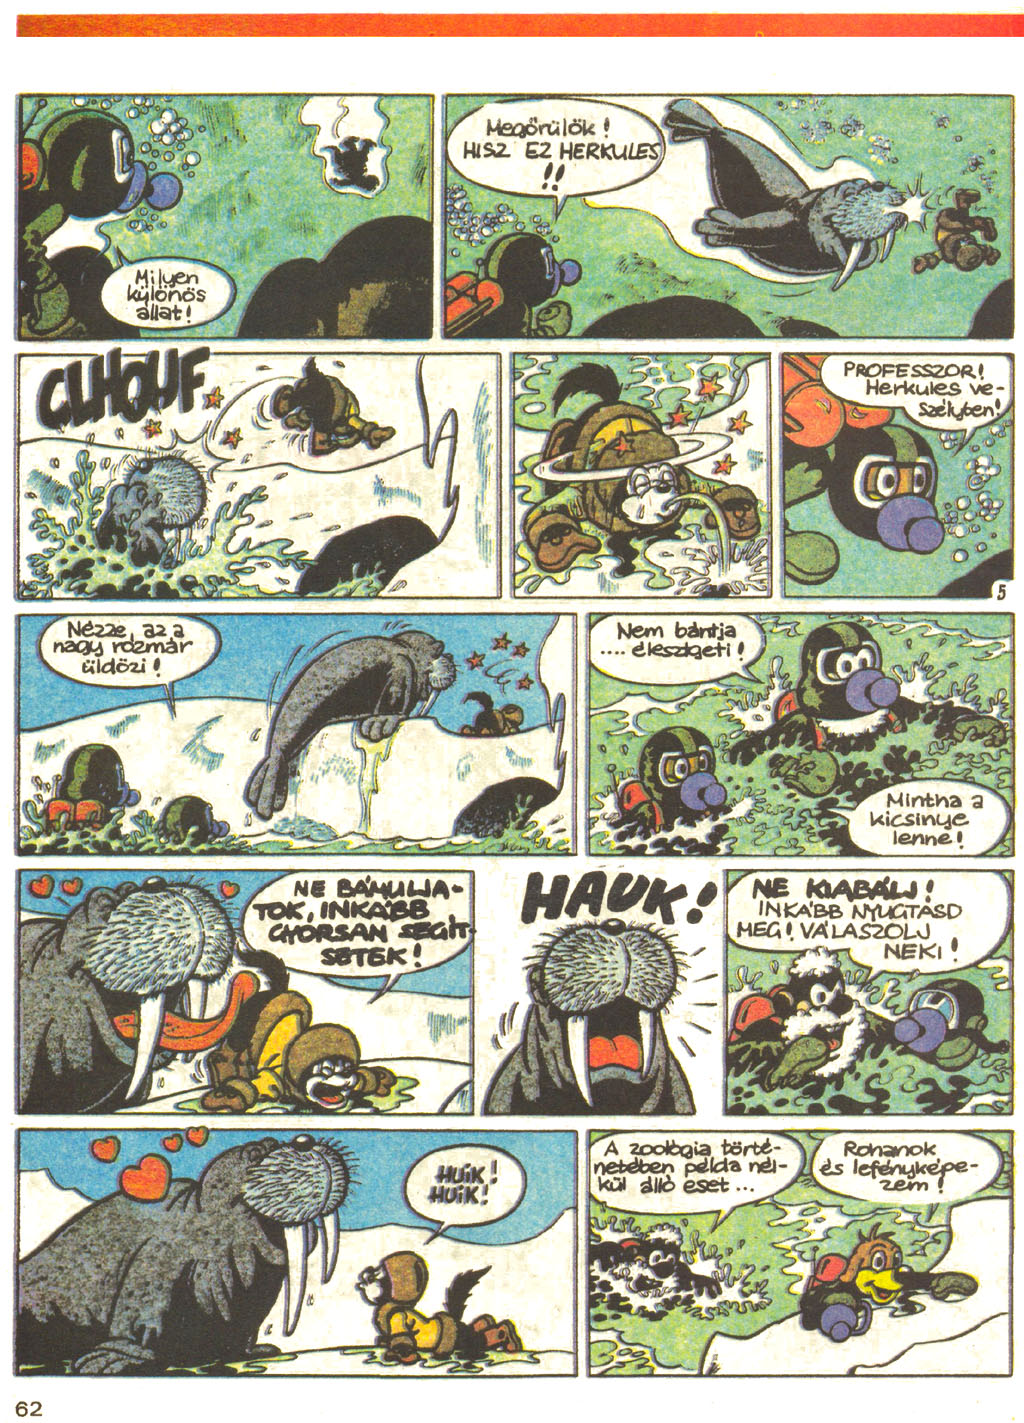 Milyen
különös
állat!
Megőrülök!
HISZ EZ HERKULES
!!
CLHOUF
PROFESSZOR!
Herkules ve-
szélyben!
5
Nézze, az a
nagy rozmár
üldözi!
Nem bántja
.... élesztgeti!
Mintha a
kicsinye
lenne!
NE BÁMULJA-
TOK, INKÁBB
GYORSAN SEGÍT-
SETEK!
HAUK!
NE KIABÁLJ!
INKÁBB NYUGTASD
MEG! VÁLASZOLJ
NEKI!
HUIK!
HUIK!
A zoológia törté-
netében példa nél-
kül álló eset...
Rohanok
és lefényképe-
zem!
62